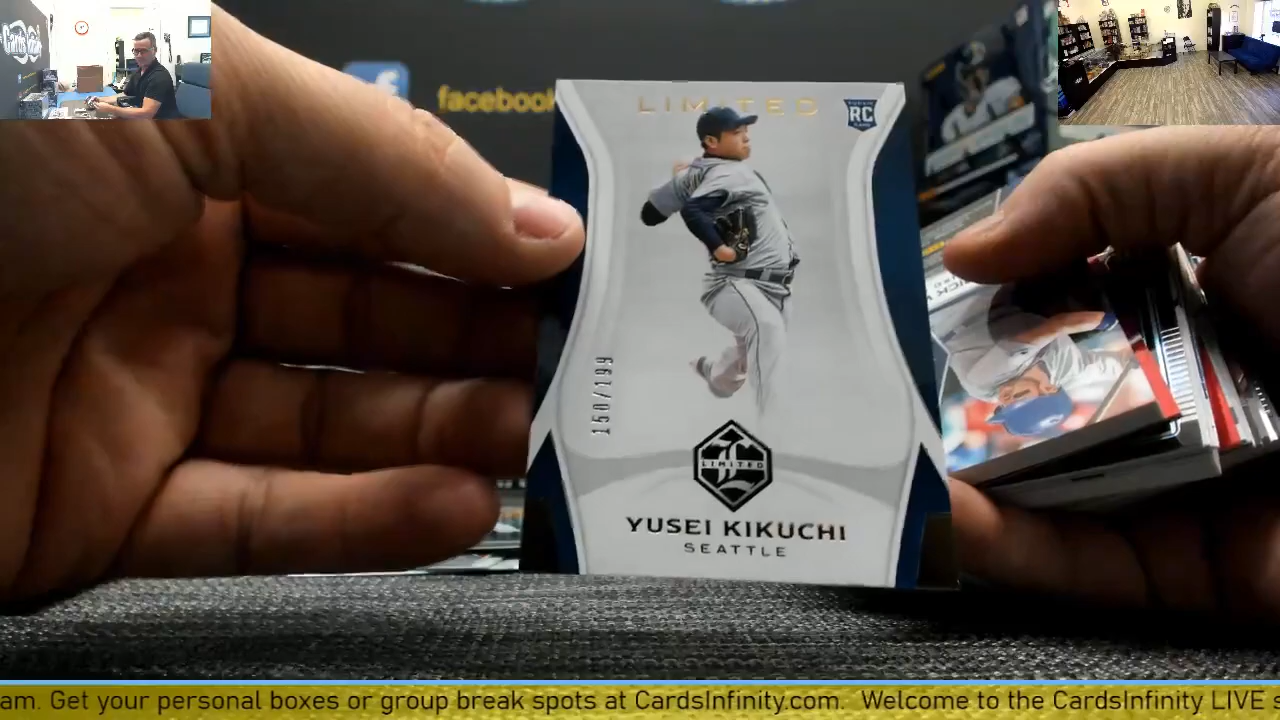 Cards
facebook
LIMITED
RC
150/199
LIMITED
YUSEI KIKUCHI
SEATTLE
am. Get your personal boxes or group break spots at CardsInfinity.com. Welcome to the CardsInfinity LIVE s